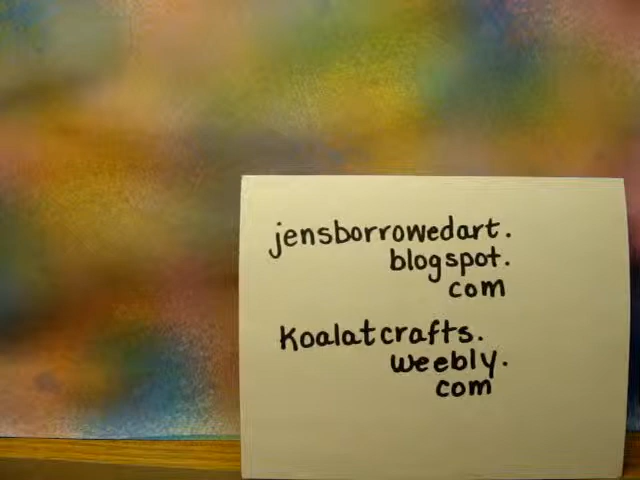 jensborrowedart.
blogspot.
com
Koalatcrafts.
weebly.
com